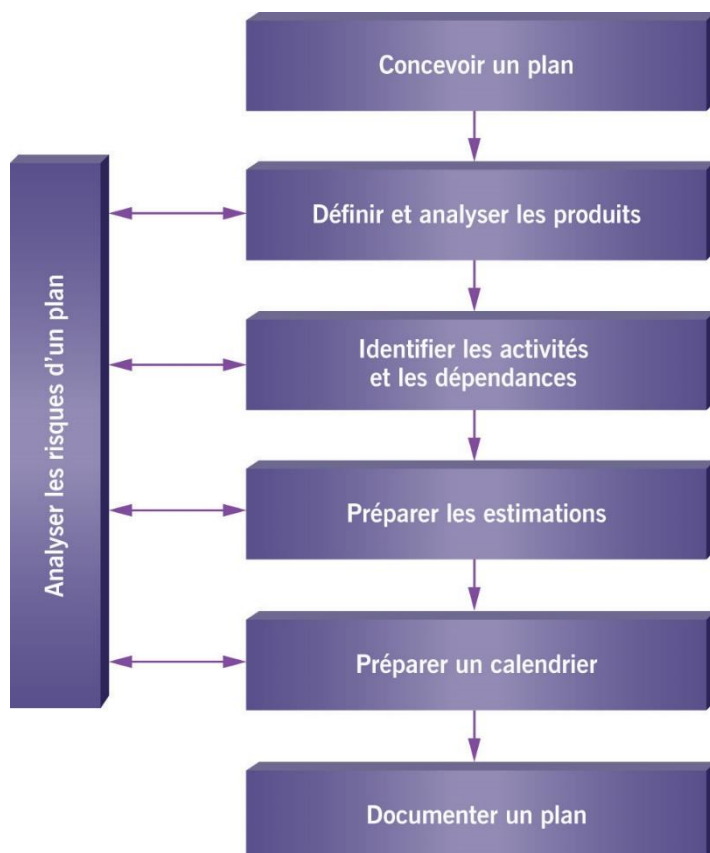 Concevoir un plan
Définir et analyser les produits
Identifier les activités
et les dépendances
Préparer les estimations
Préparer un calendrier
Documenter un plan
Analyser les risques d'un plan